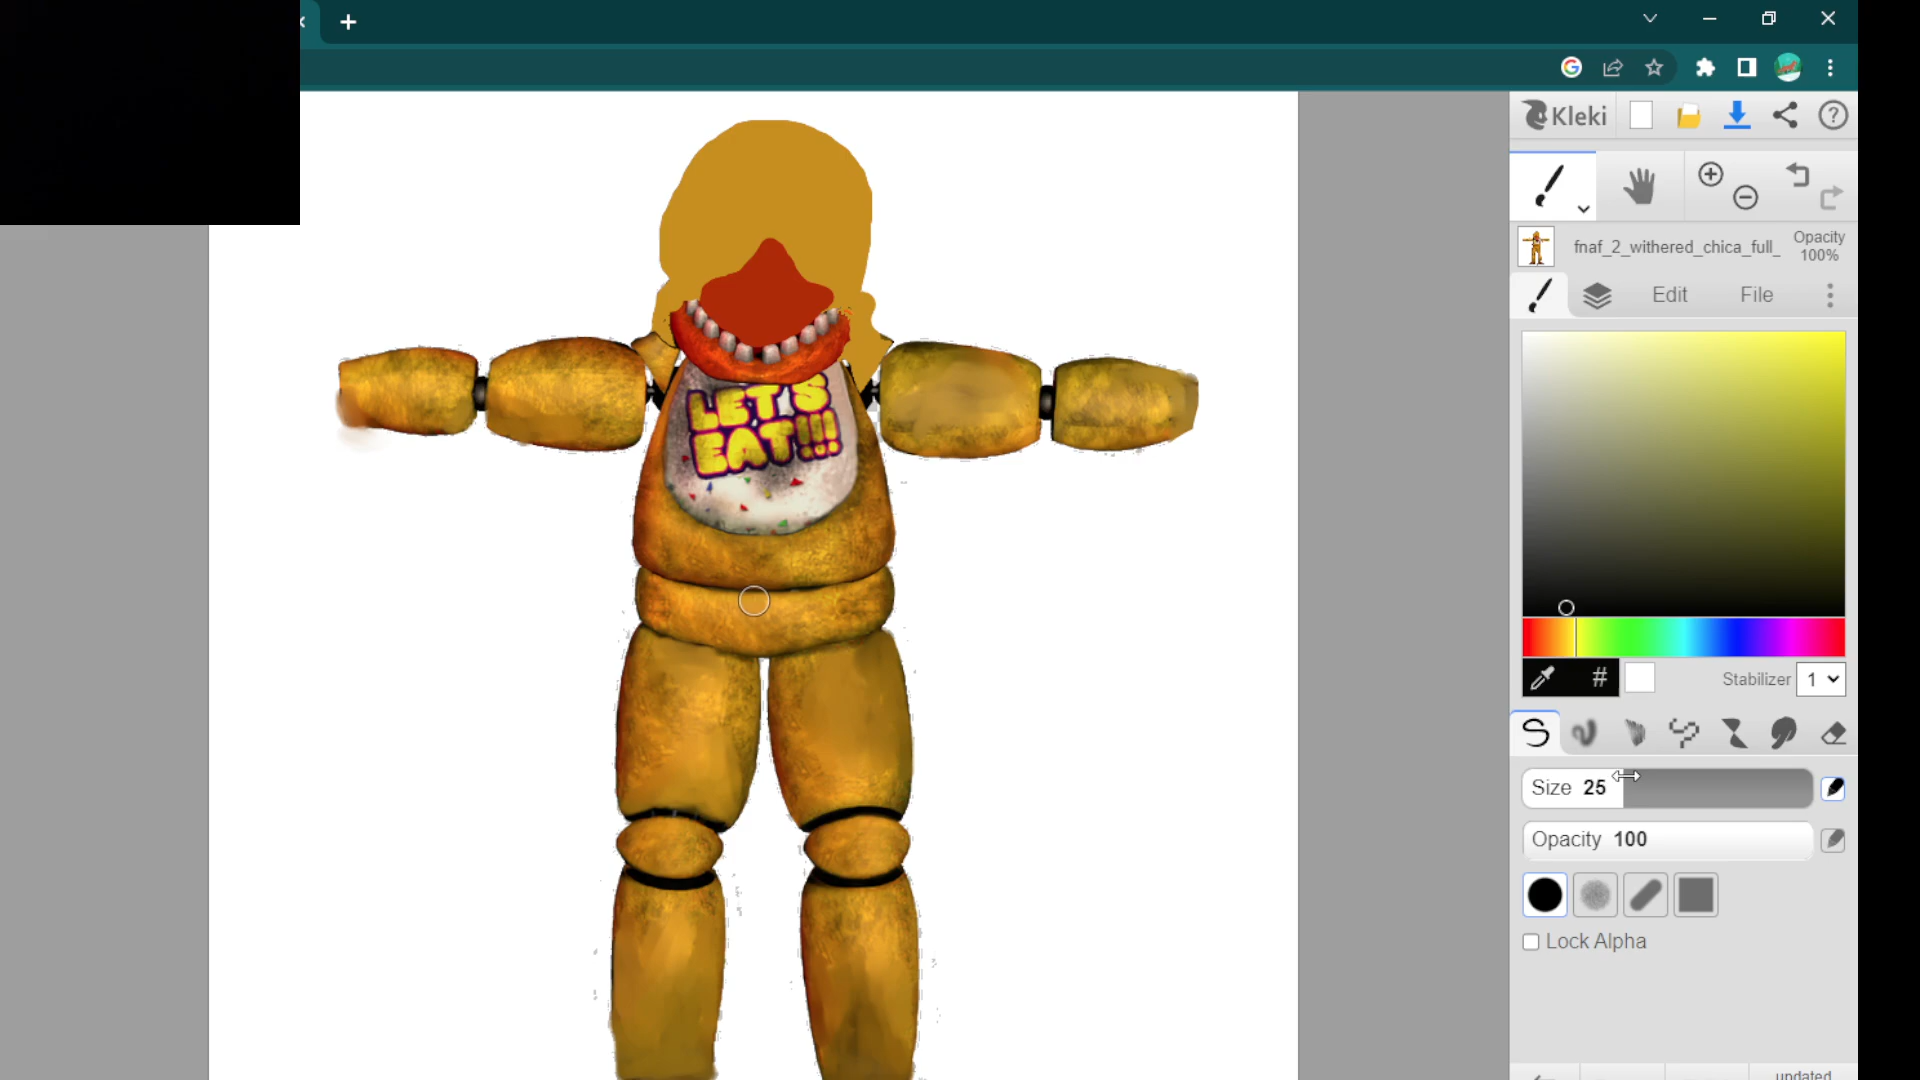 Kleki
fnaf_2_withered_chica_full_
Opacity
100%
Edit
File
LET'S
EAT!!!
#
Stabilizer
1
Size 25
Opacity 100
Lock Alpha
updated